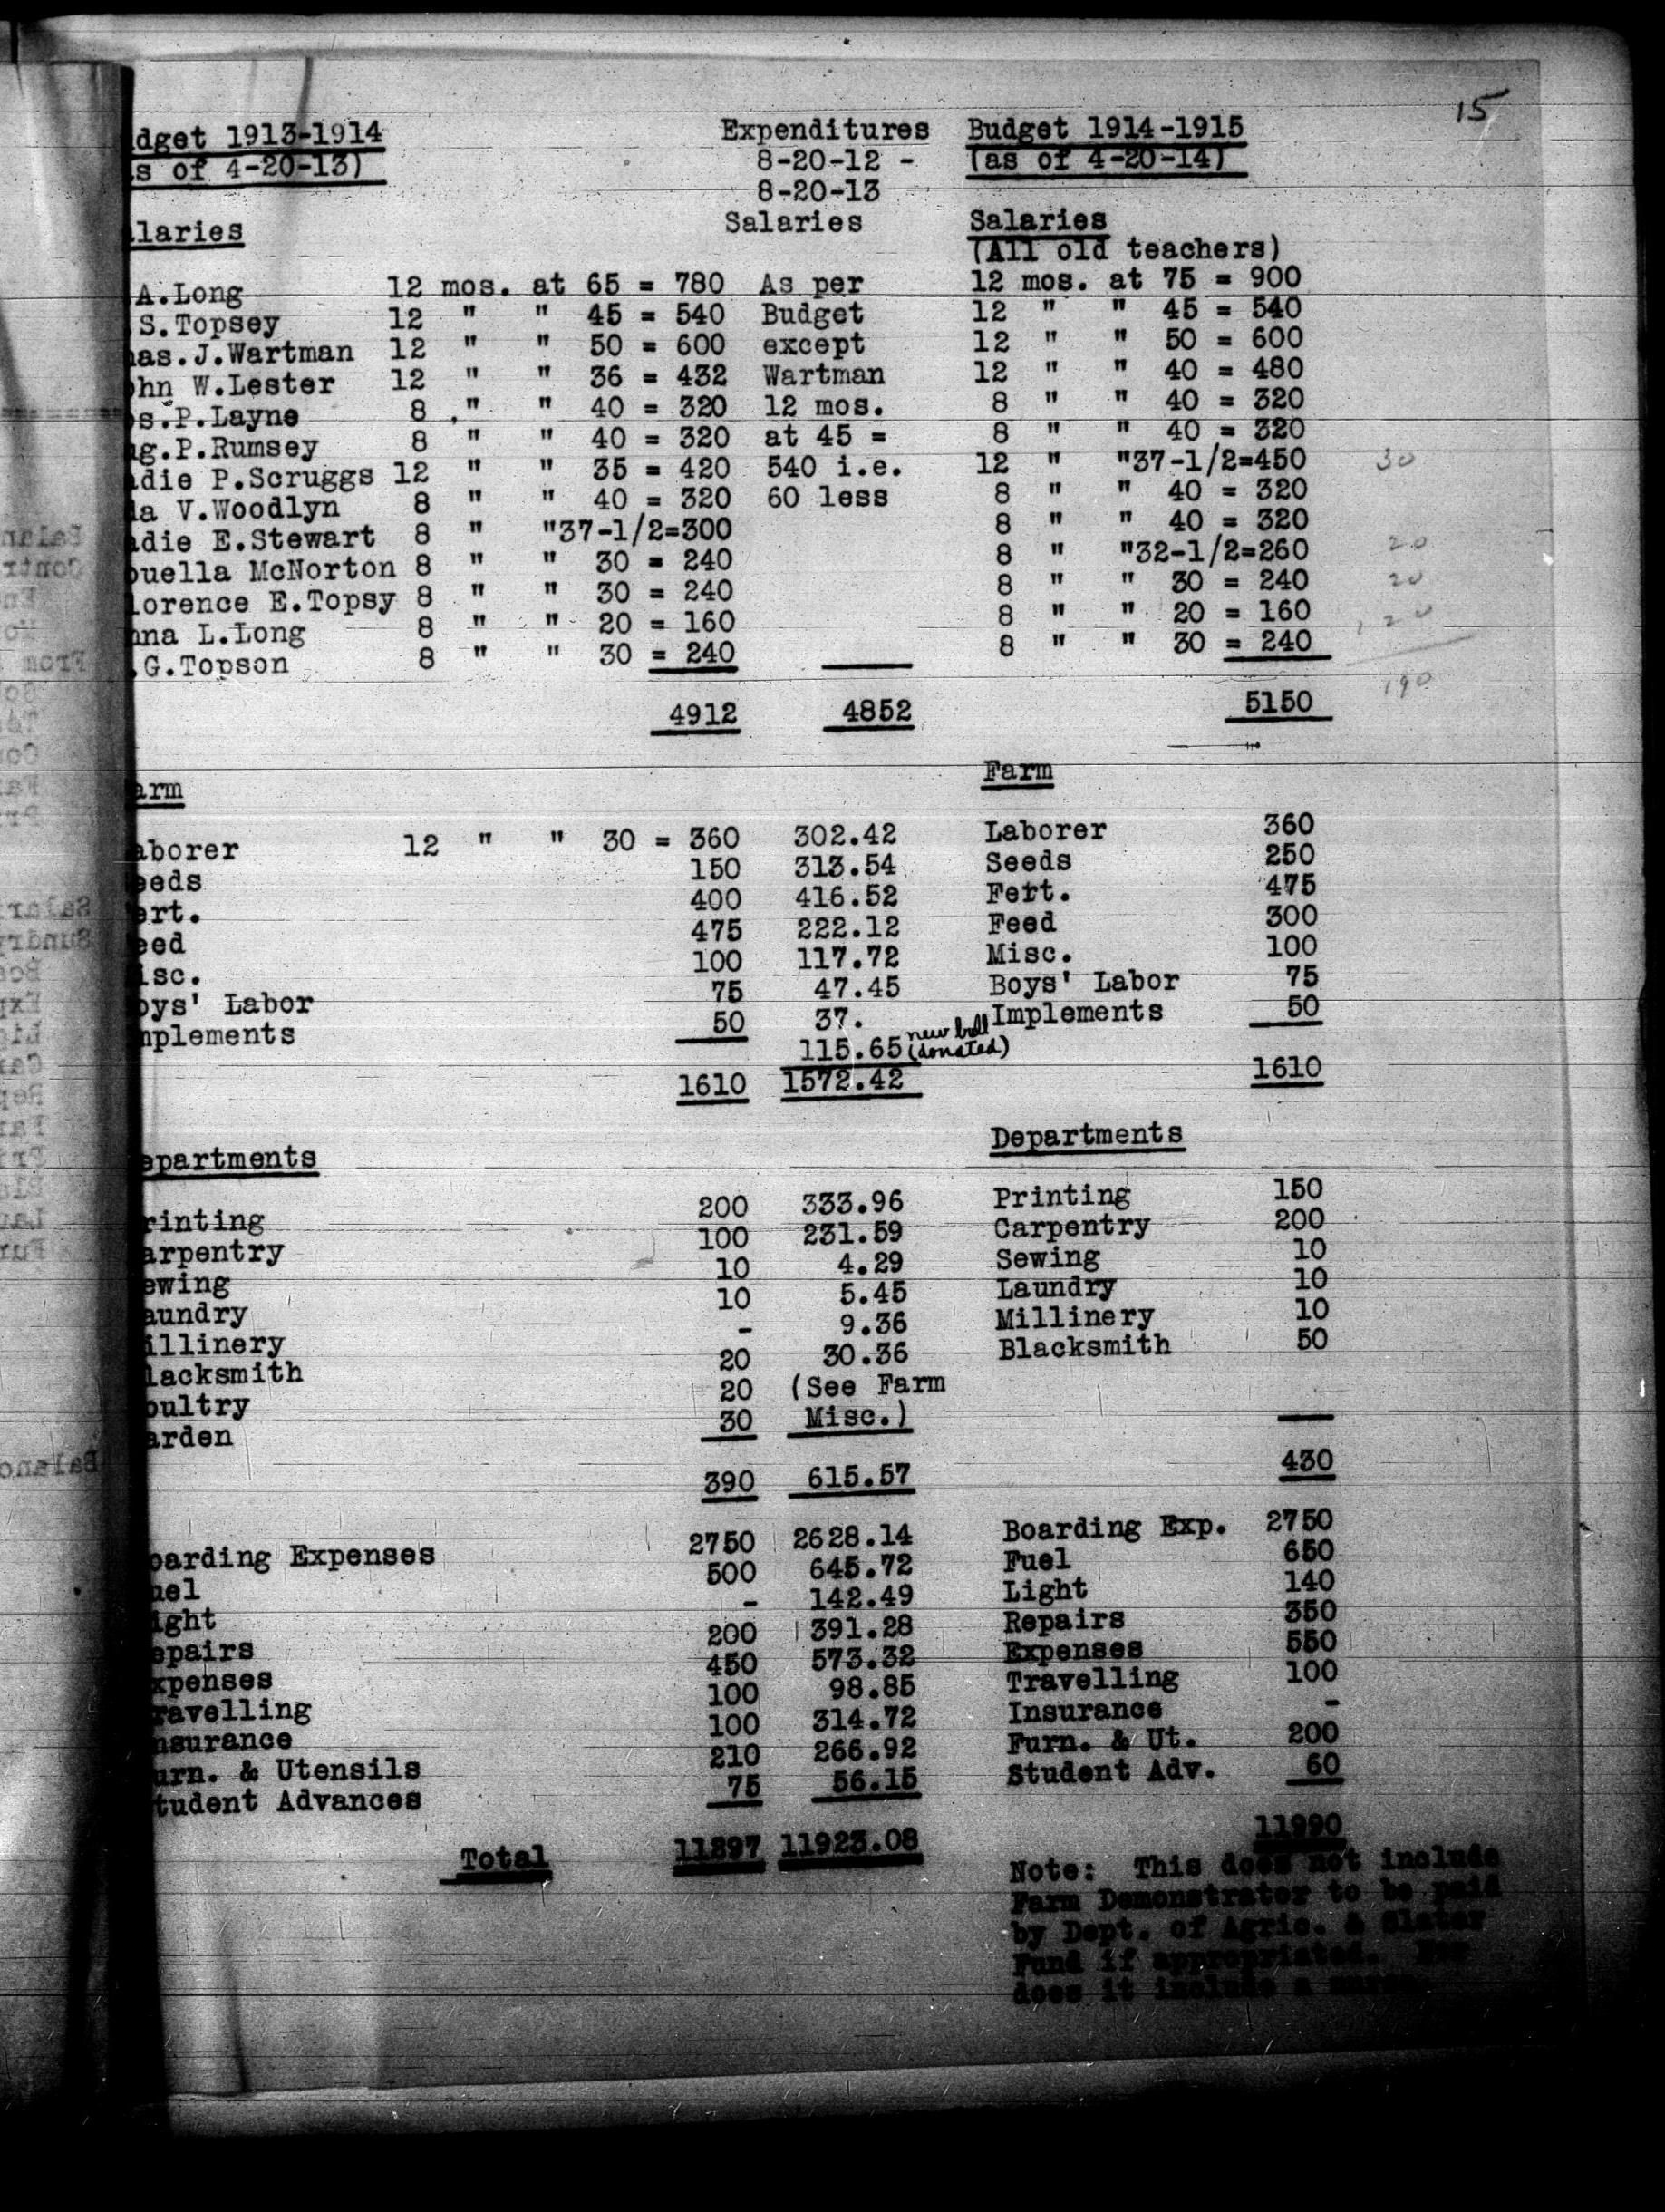 15
dget 1913-1914 Expenditures Budget 1914-1915
s of 4-20-13) 8-20-12 - (as of 4-20-14)
8-20-13
laries Salaries Salaries
(All old teachers)
A.Long 12 mos. at 65 = 780 As per 12 mos. at 75 = 900
S.Topsey 12 " " 45 = 540 Budget 12 " " 45 = 540
as.J.Wartman 12 " " 50 = 600 except 12 " " 50 = 600
hn W.Lester 12 " " 36 = 432 Wartman 12 " " 40 = 480
s.P.Layne 8 " " 40 = 320 12 mos. 8 " " 40 = 320
g.P.Rumsey 8 " " 40 = 320 at 45 = 8 " " 40 = 320
die P.Scruggs 12 " " 35 = 420 540 i.e. 12 " "37-1/2=450 30
a V.Woodlyn 8 " " 40 = 320 60 less 8 " " 40 = 320
die E.Stewart 8 " "37-1/2=300 8 " " 40 = 320
uella McNorton 8 " " 30 = 240 8 " "32-1/2=260 20
lorence E.Topsy 8 " " 30 = 240 8 " " 30 = 240 20
na L.Long 8 " " 20 = 160 8 " " 20 = 160
.G.Topson 8 " " 30 = 240 8 " " 30 = 240
190
4912 4852 5150
arm Farm
aborer 12 " " 30 = 360 302.42 Laborer 360
eeds 150 313.54 Seeds 250
ert. 400 416.52 Fert. 475
eed 475 222.12 Feed 300
isc. 100 117.72 Misc. 100
oys' Labor 75 47.45 Boys' Labor 75
mplements 50 37. Implements 50
115.65 new bull (donated)
1610 1572.42 1610
epartments Departments
rinting 200 333.96 Printing 150
arpentry 100 231.59 Carpentry 200
ewing 10 4.29 Sewing 10
aundry 10 5.45 Laundry 10
illinery - 9.36 Millinery 10
lacksmith 20 30.36 Blacksmith 50
oultry 20 (See Farm
arden 30 Misc.)
390 615.57 430
oarding Expenses 2750 2628.14 Boarding Exp. 2750
uel 500 645.72 Fuel 650
ight - 142.49 Light 140
epairs 200 391.28 Repairs 350
xpenses 450 573.32 Expenses 550
ravelling 100 98.85 Travelling 100
nsurance 100 314.72 Insurance -
urn. & Utensils 210 266.92 Furn. & Ut. 200
tudent Advances 75 56.15 Student Adv. 60
Total 11897 11923.08 11990
Note: This does not include
Farm Demonstrator to be paid
by Dept. of Agric. & Slater
Fund if appropriated. Nor
does it include a